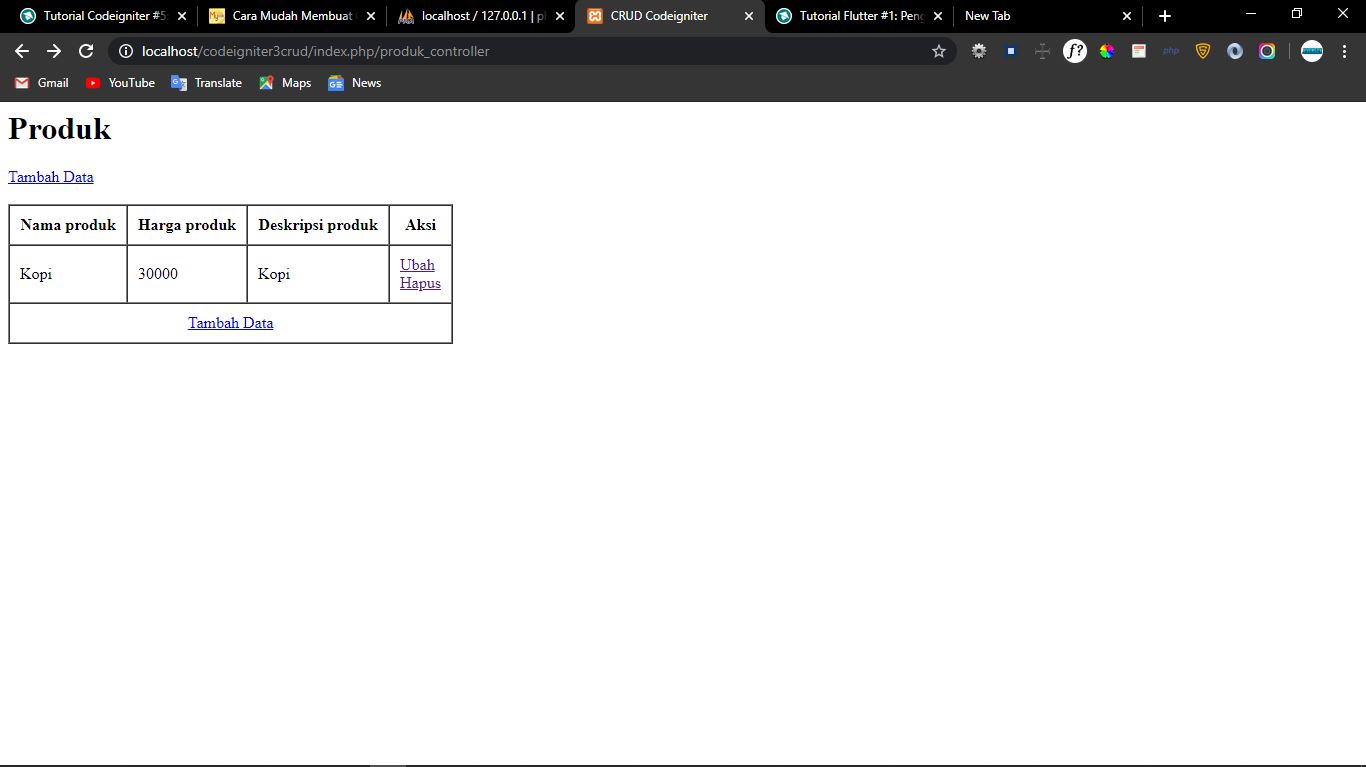 Tutorial Codeigniter #5
Cara Mudah Membuat
localhost / 127.0.0.1 |
CRUD Codeigniter
Tutorial Flutter #1:
New Tab
localhost/codeigniter3crud/index.php/produk_controller
f?
php
Gmail
YouTube
Translate
Maps
News
Produk
Tambah Data
Nama produk Harga produk Deskripsi produk Aksi
Kopi 30000 Kopi Ubah
Hapus
Tambah Data